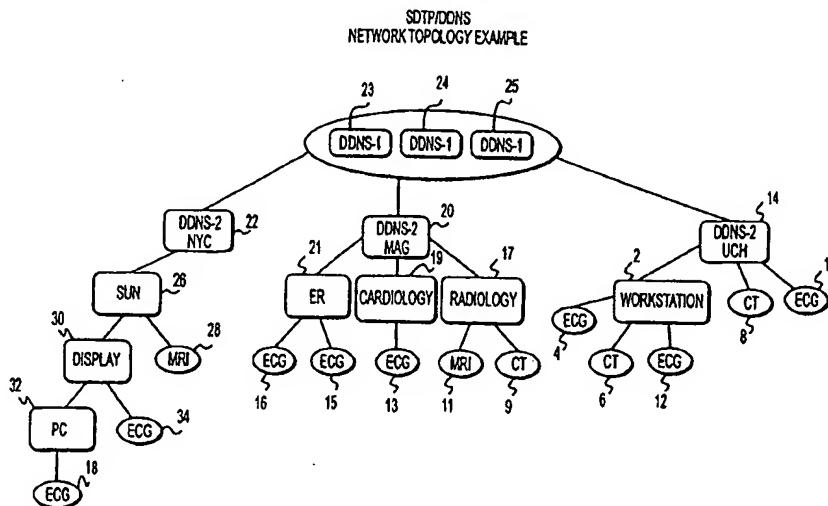 SDTP/DDNS
NETWORK TOPOLOGY EXAMPLE
23
24
25
DDNS-1
DDNS-1
DDNS-1
DDNS-2
NYC
22
20
DDNS-2
MAG
14
DDNS-2
UCH
21
19
17
2
1
SUN
26
ER
CARDIOLOGY
RADIOLOGY
WORKSTATION
CT
8
ECG
ECG
4
30
DISPLAY
MRI
28
ECG
16
ECG
15
ECG
13
MRI
11
CT
9
CT
6
ECG
12
32
PC
ECG
34
18
ECG